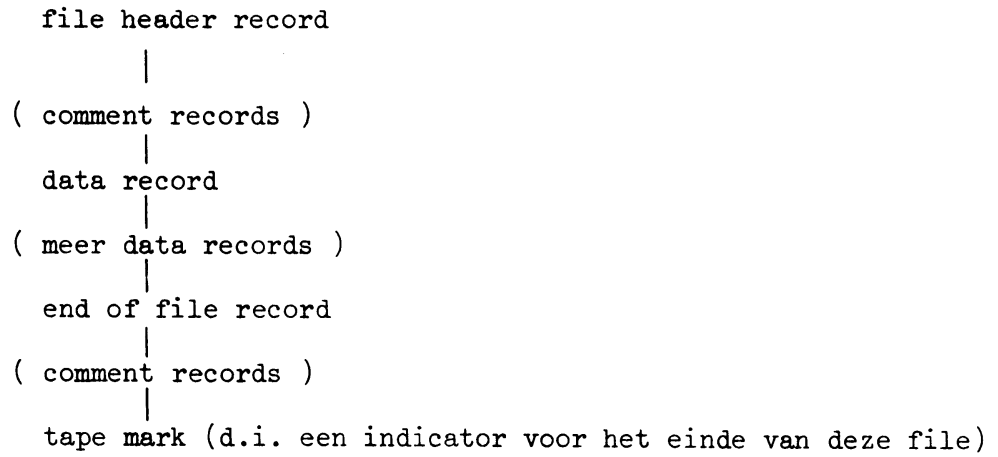 file header record
( comment records )
data record
( meer data records )
end of file record
( comment records )
tape mark (d.i. een indicator voor het einde van deze file)